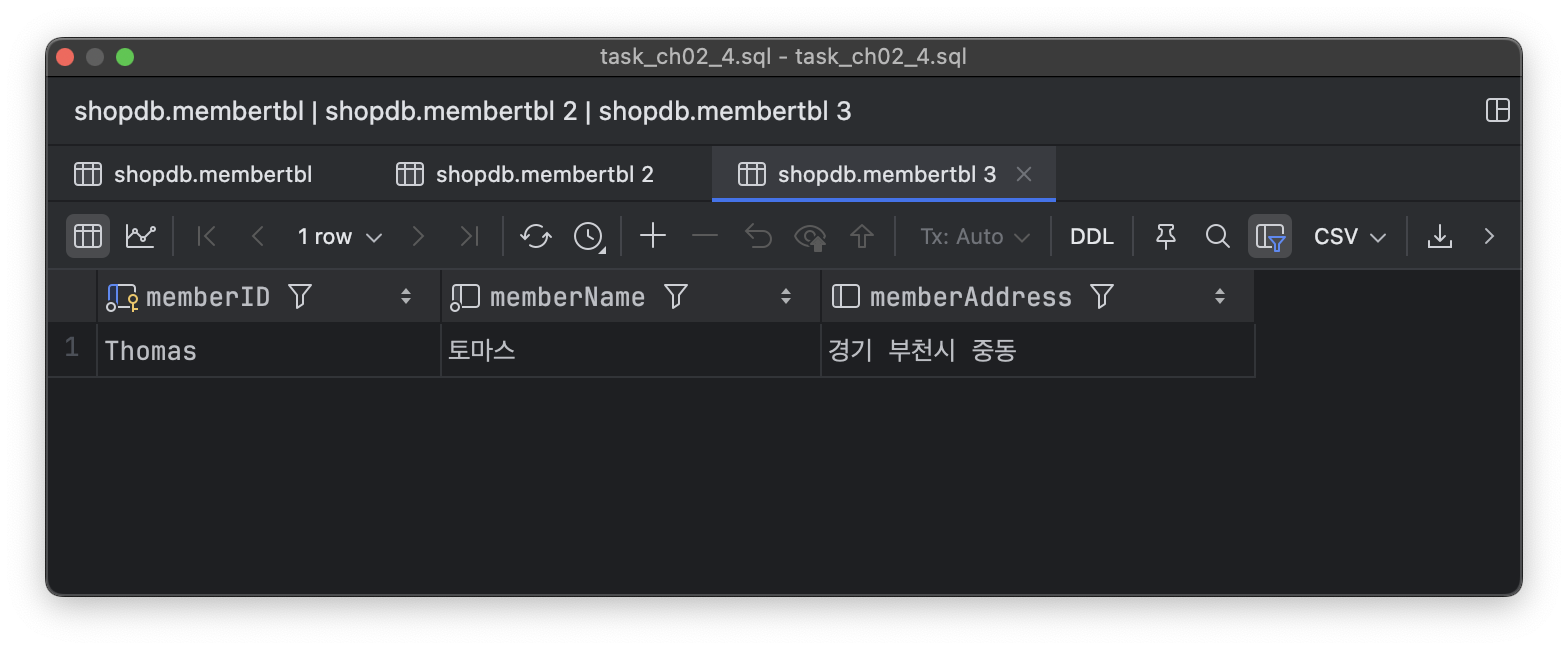 task_ch02_4.sql - task_ch02_4.sql
shopdb.membertbl | shopdb.membertbl 2 | shopdb.membertbl 3
shopdb.membertbl shopdb.membertbl 2 shopdb.membertbl 3
1 row Tx: Auto DDL CSV
memberID memberName memberAddress
1 Thomas 토마스 경기 부천시 중동